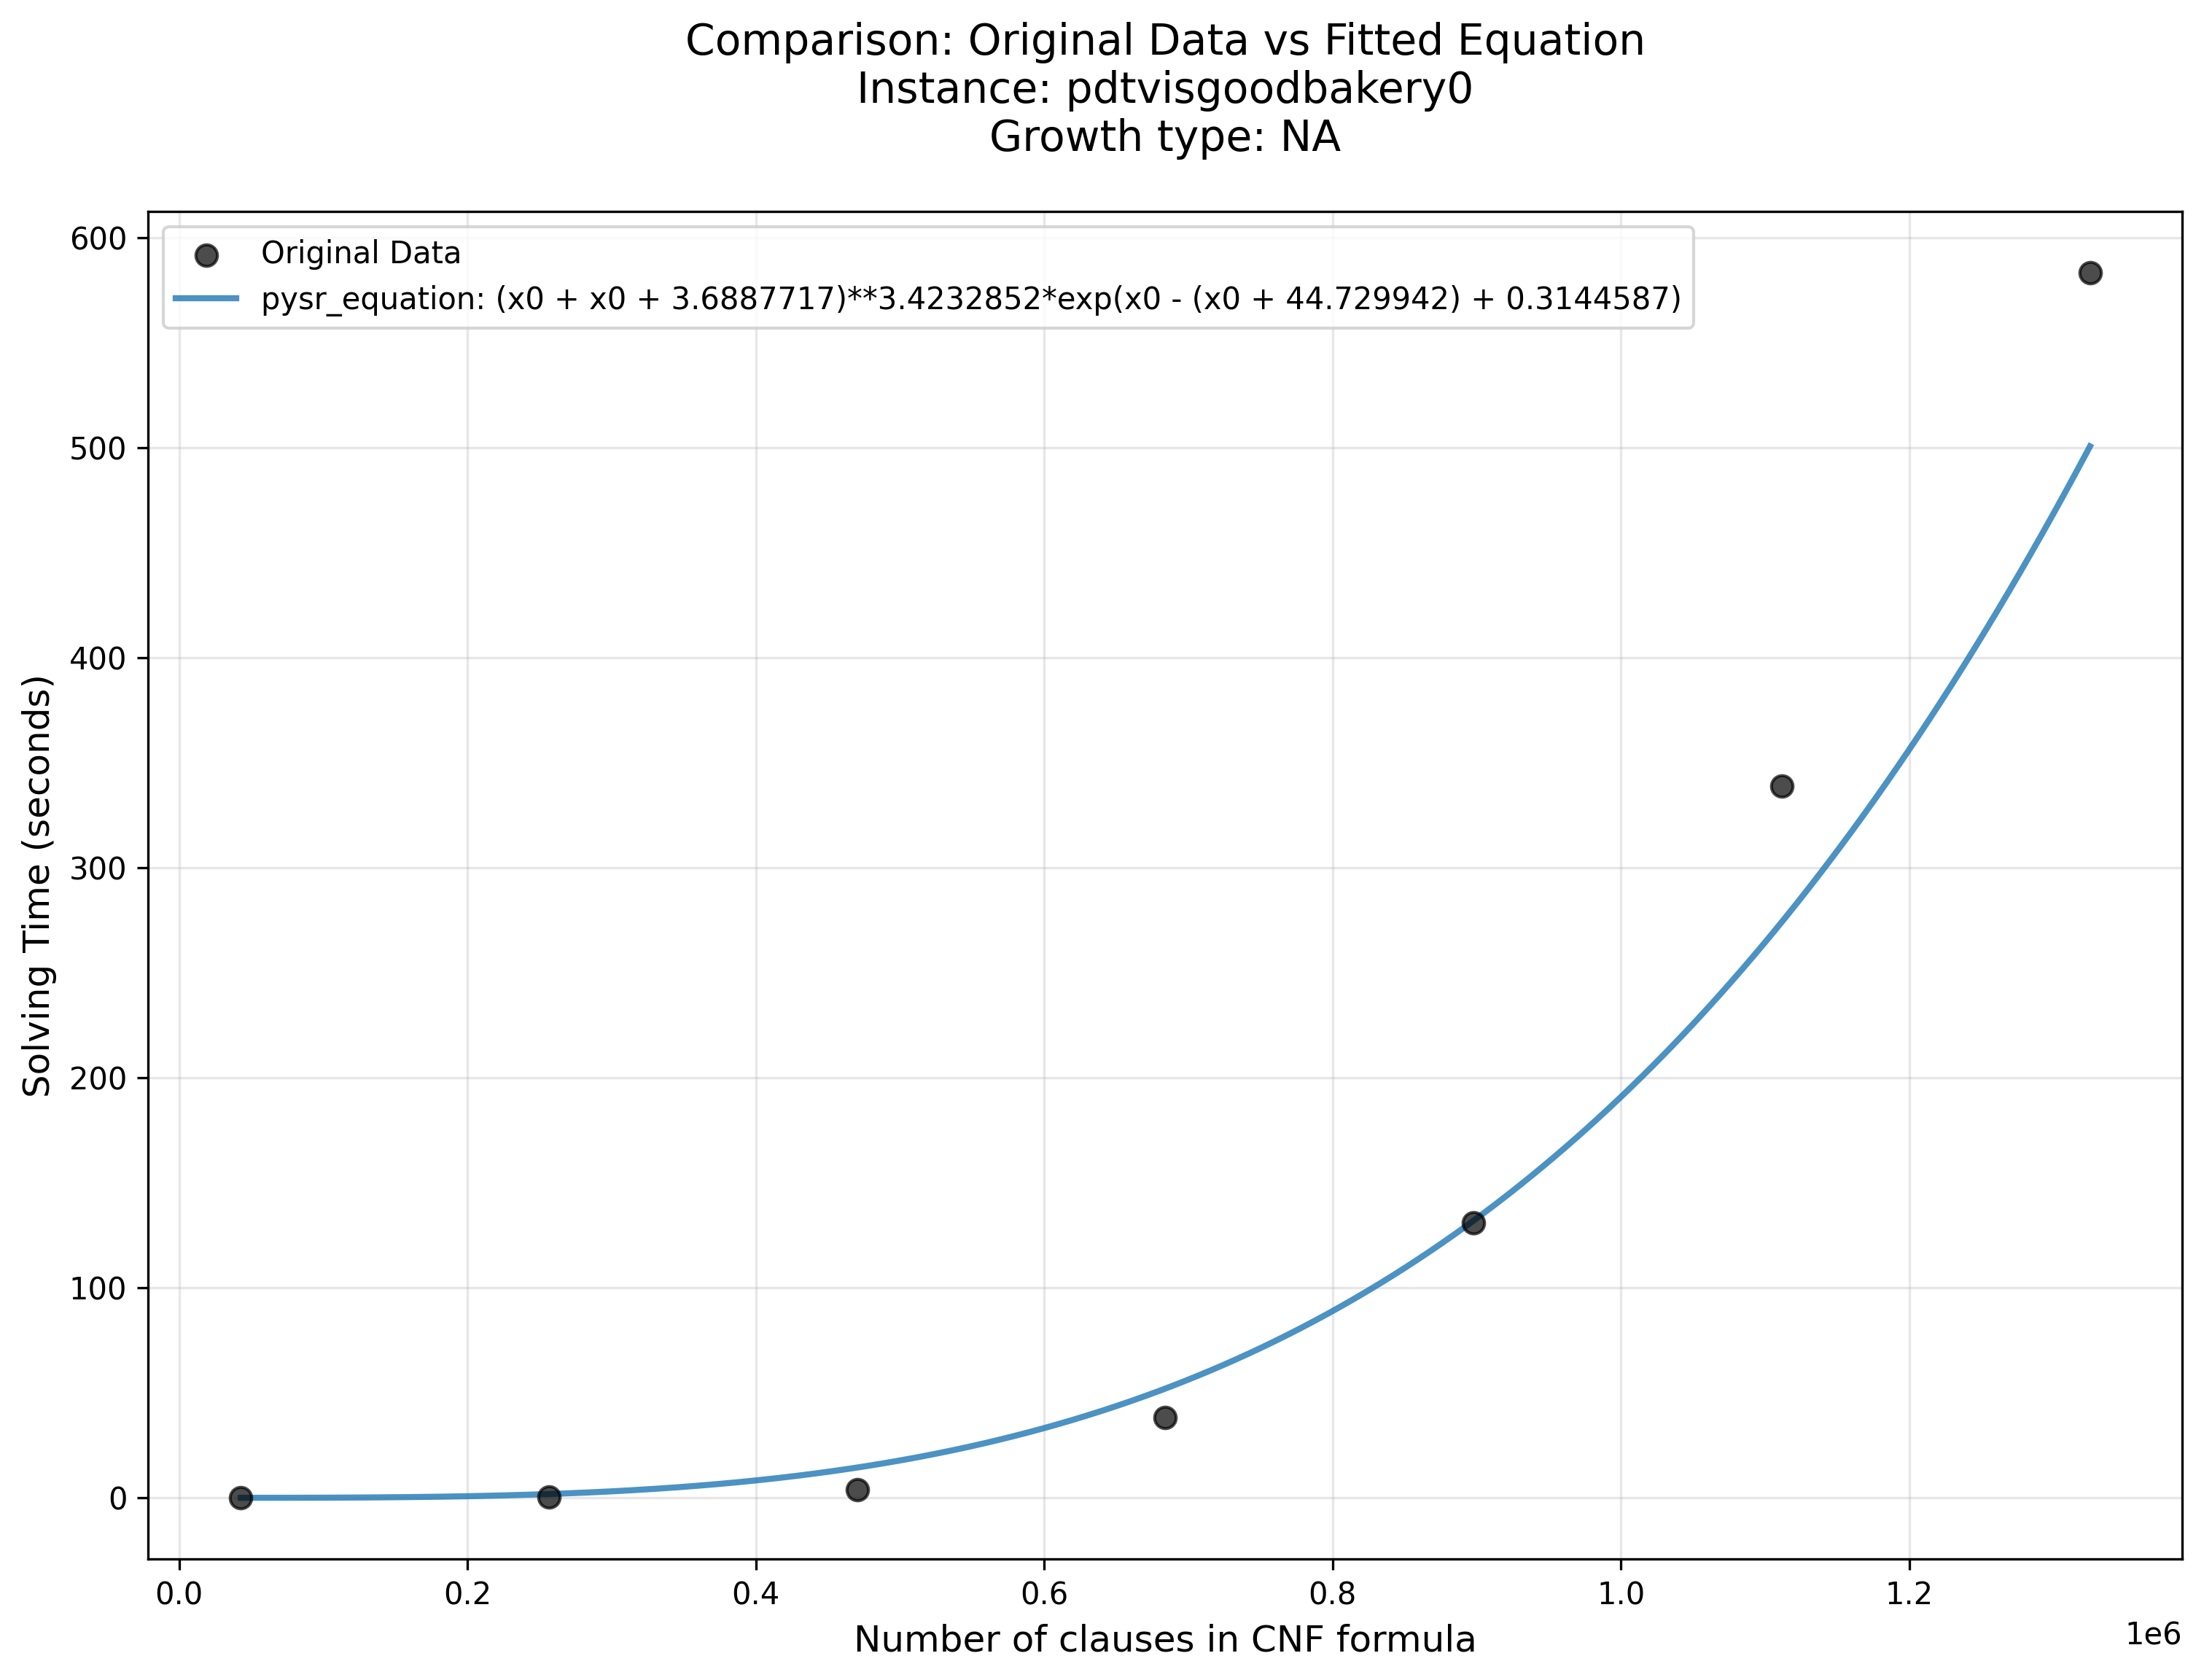 Comparison: Original Data vs Fitted Equation
Instance: pdtvisgoodbakery0
Growth type: NA
Original Data
pysr_equation: (x0 + x0 + 3.6887717)**3.4232852*exp(x0 - (x0 + 44.729942) + 0.3144587)
600
500
400
300
200
100
0
Solving Time (seconds)
0.0 0.2 0.4 0.6 0.8 1.0 1.2
1e6
Number of clauses in CNF formula